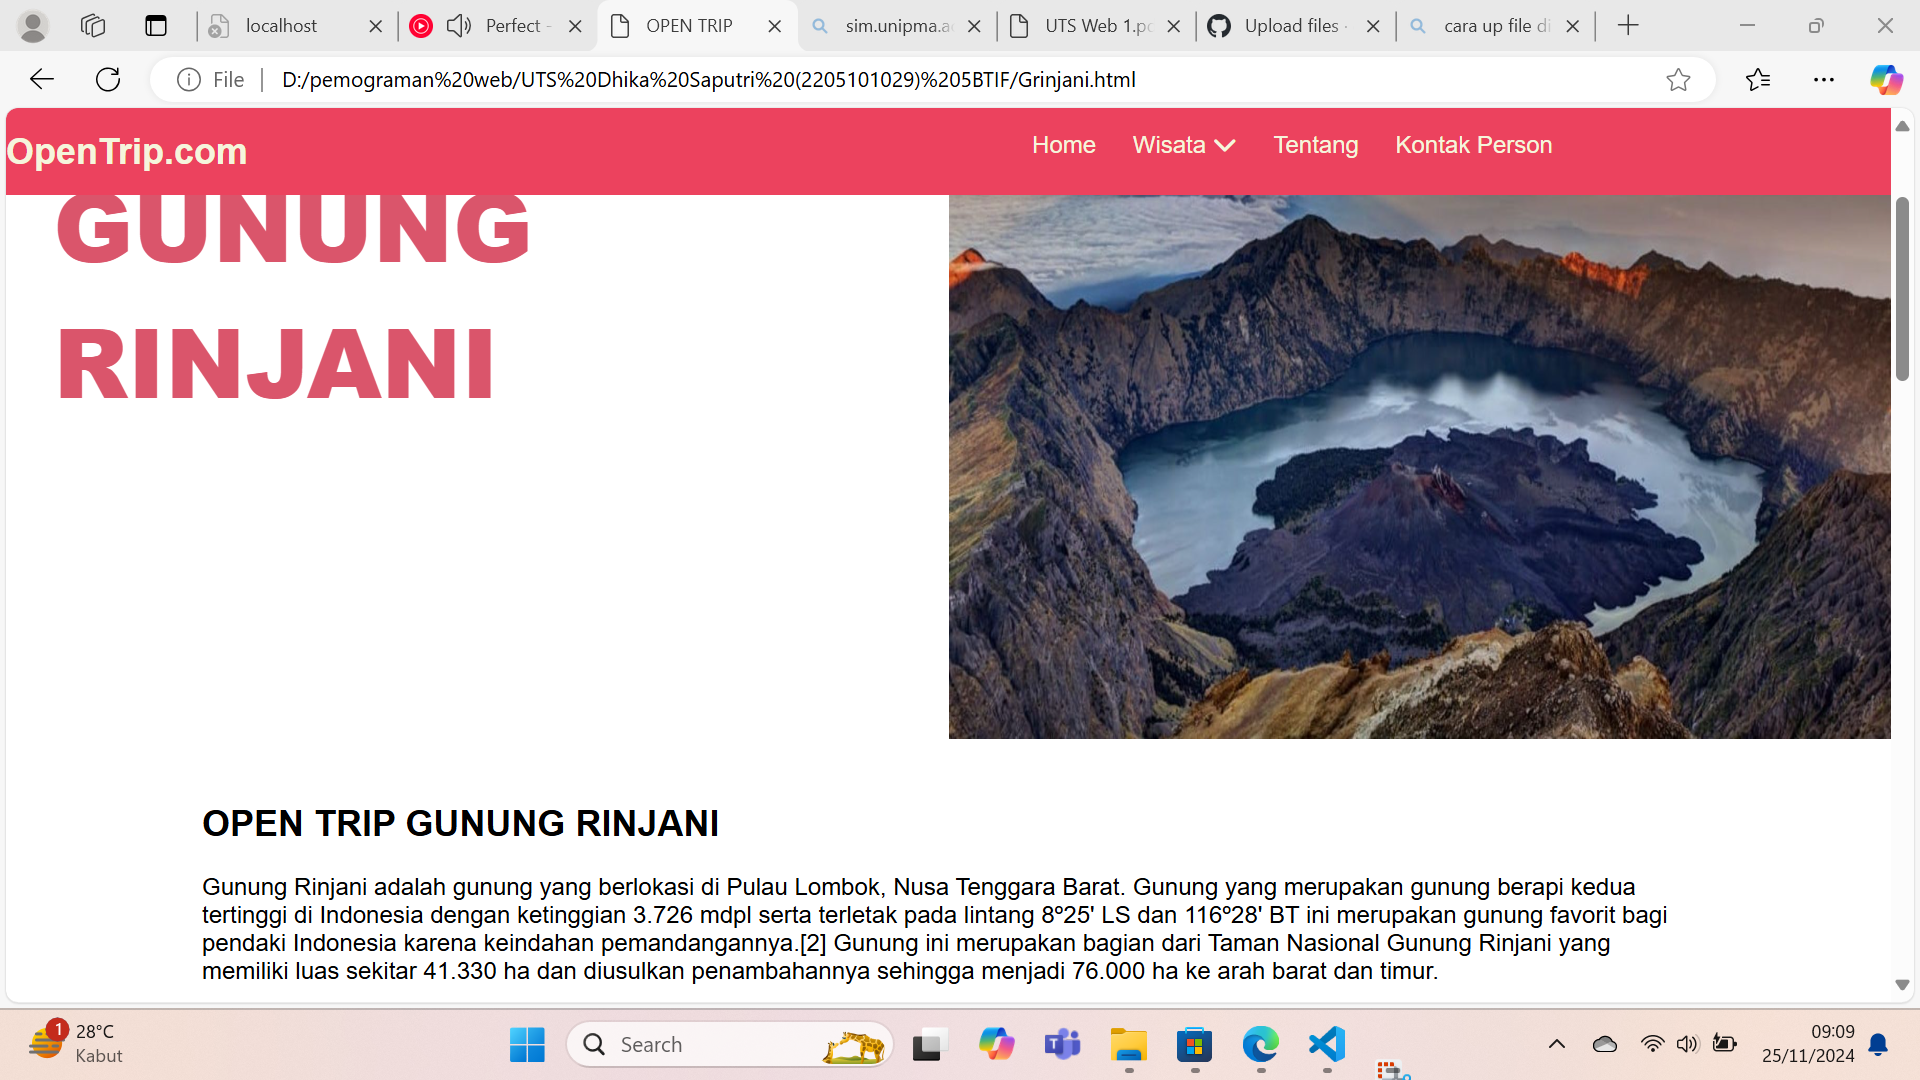 localhost
Perfect -
OPEN TRIP
sim.unipma.a
UTS Web 1.p
Upload files ·
cara up file di
File
D:/pemograman%20web/UTS%20Dhika%20Saputri%20(2205101029)%205BTIF/Grinjani.html
OpenTrip.com
Home
Wisata
Tentang
Kontak Person
GUNUNG
RINJANI
OPEN TRIP GUNUNG RINJANI
Gunung Rinjani adalah gunung yang berlokasi di Pulau Lombok, Nusa Tenggara Barat. Gunung yang merupakan gunung berapi kedua
tertinggi di Indonesia dengan ketinggian 3.726 mdpl serta terletak pada lintang 8º25' LS dan 116º28' BT ini merupakan gunung favorit bagi
pendaki Indonesia karena keindahan pemandangannya.[2] Gunung ini merupakan bagian dari Taman Nasional Gunung Rinjani yang
memiliki luas sekitar 41.330 ha dan diusulkan penambahannya sehingga menjadi 76.000 ha ke arah barat dan timur.
1
28°C
Kabut
Search
09:09
25/11/2024